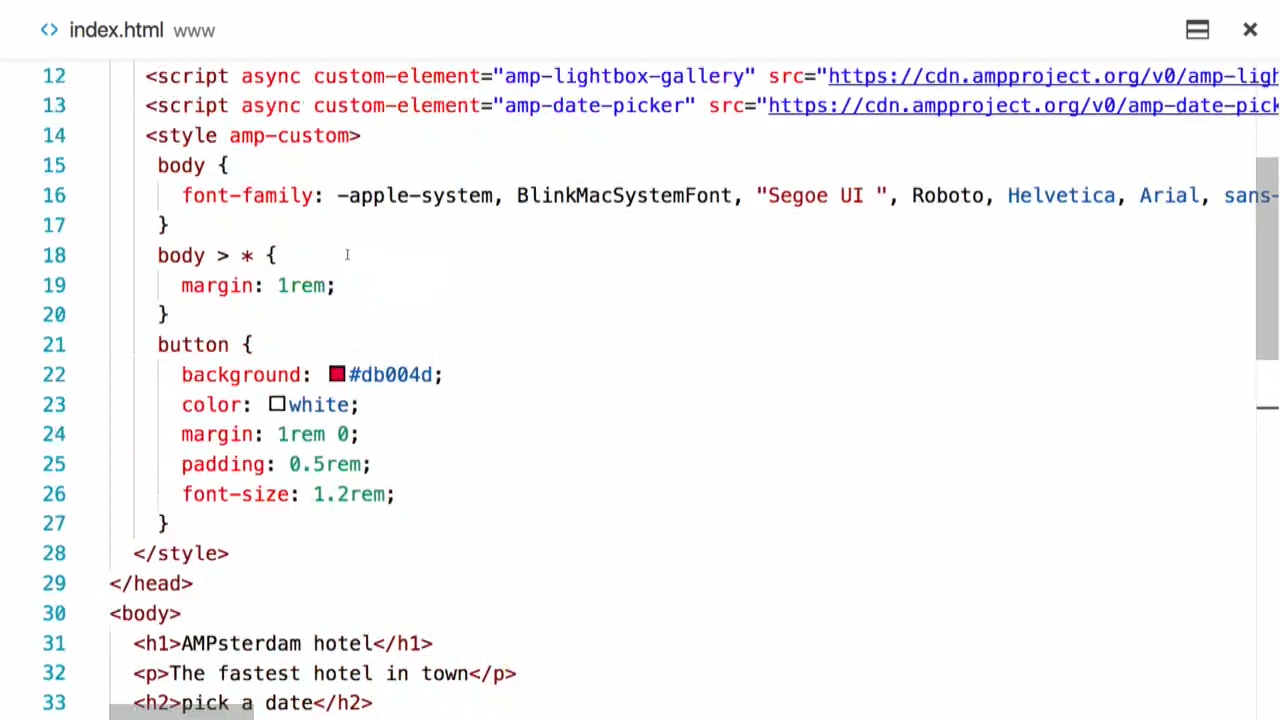 <> index.html www
12 <script async custom-element="amp-lightbox-gallery" src="https://cdn.ampproject.org/v0/amp-ligh
13 <script async custom-element="amp-date-picker" src="https://cdn.ampproject.org/v0/amp-date-pick
14 <style amp-custom>
15 body {
16 font-family: -apple-system, BlinkMacSystemFont, "Segoe UI ", Roboto, Helvetica, Arial, sans-
17 }
18 body > * {
19 margin: 1rem;
20 }
21 button {
22 background: #db004d;
23 color: white;
24 margin: 1rem 0;
25 padding: 0.5rem;
26 font-size: 1.2rem;
27 }
28 </style>
29 </head>
30 <body>
31 <h1>AMPsterdam hotel</h1>
32 <p>The fastest hotel in town</p>
33 <h2>pick a date</h2>